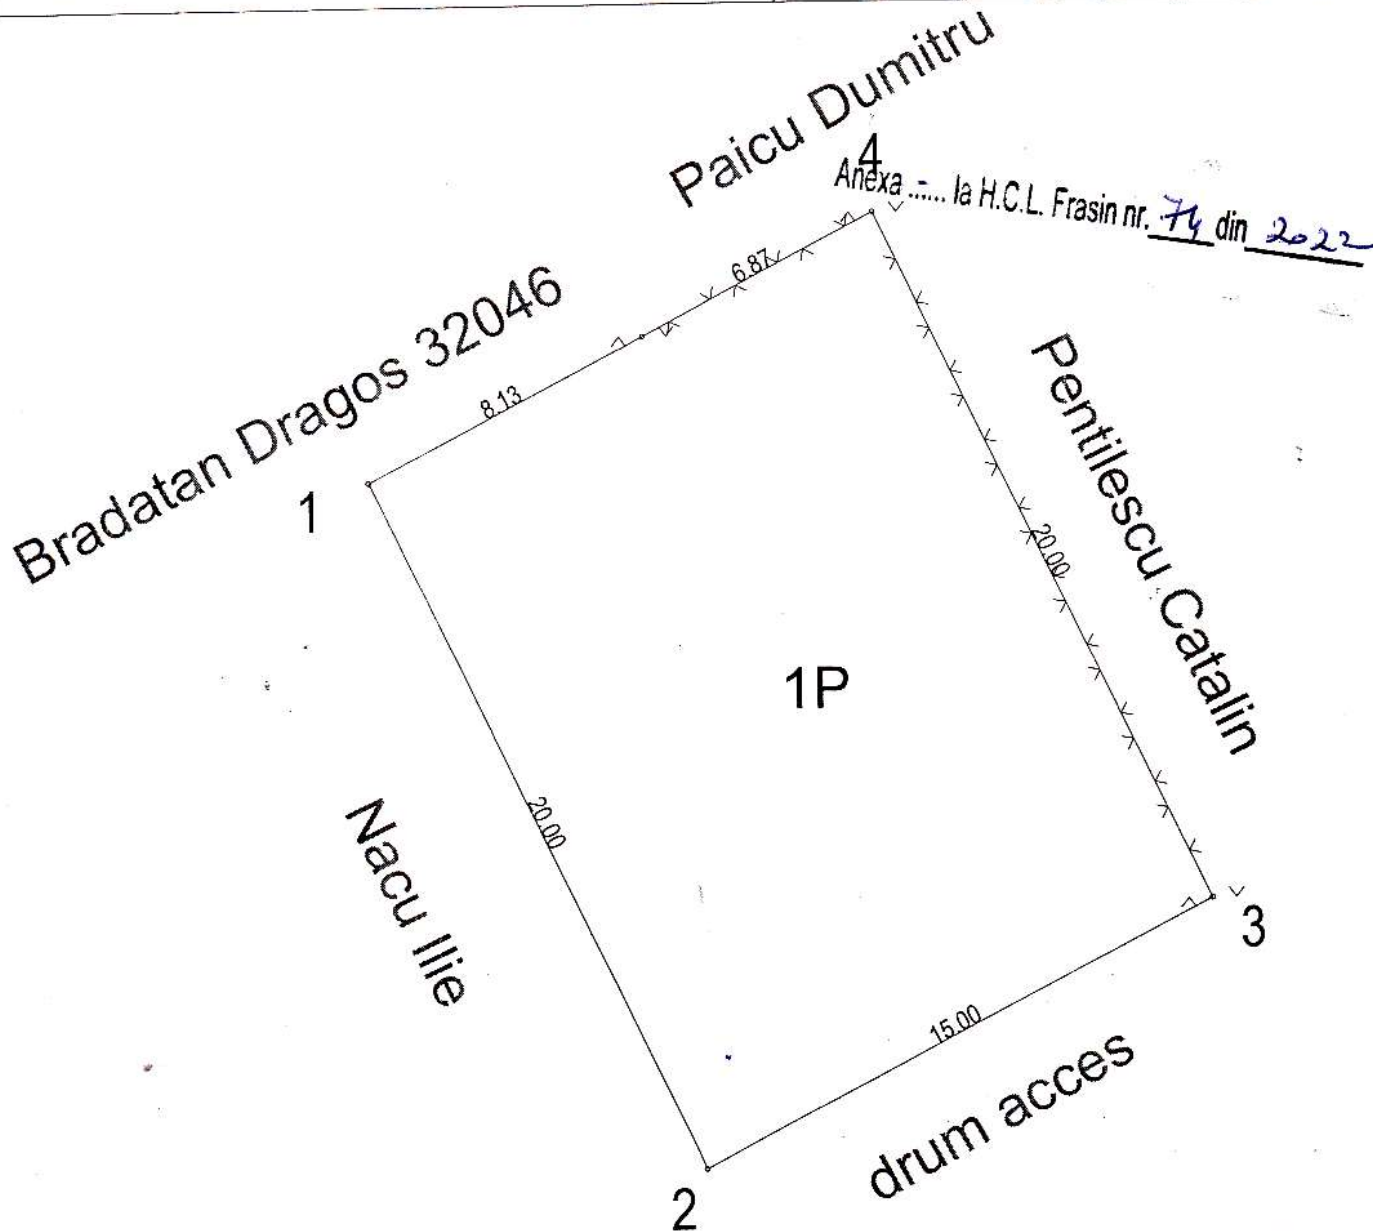 Paicu Dumitru
4
Anexa ...-... la H.C.L. Frasin nr. 74 din 2022
6.87
Bradatan Dragos 32046
8.13
1
Pentilescu Catalin
20.00
1P
Nacu Ilie
20.00
3
15.00
drum acces
2